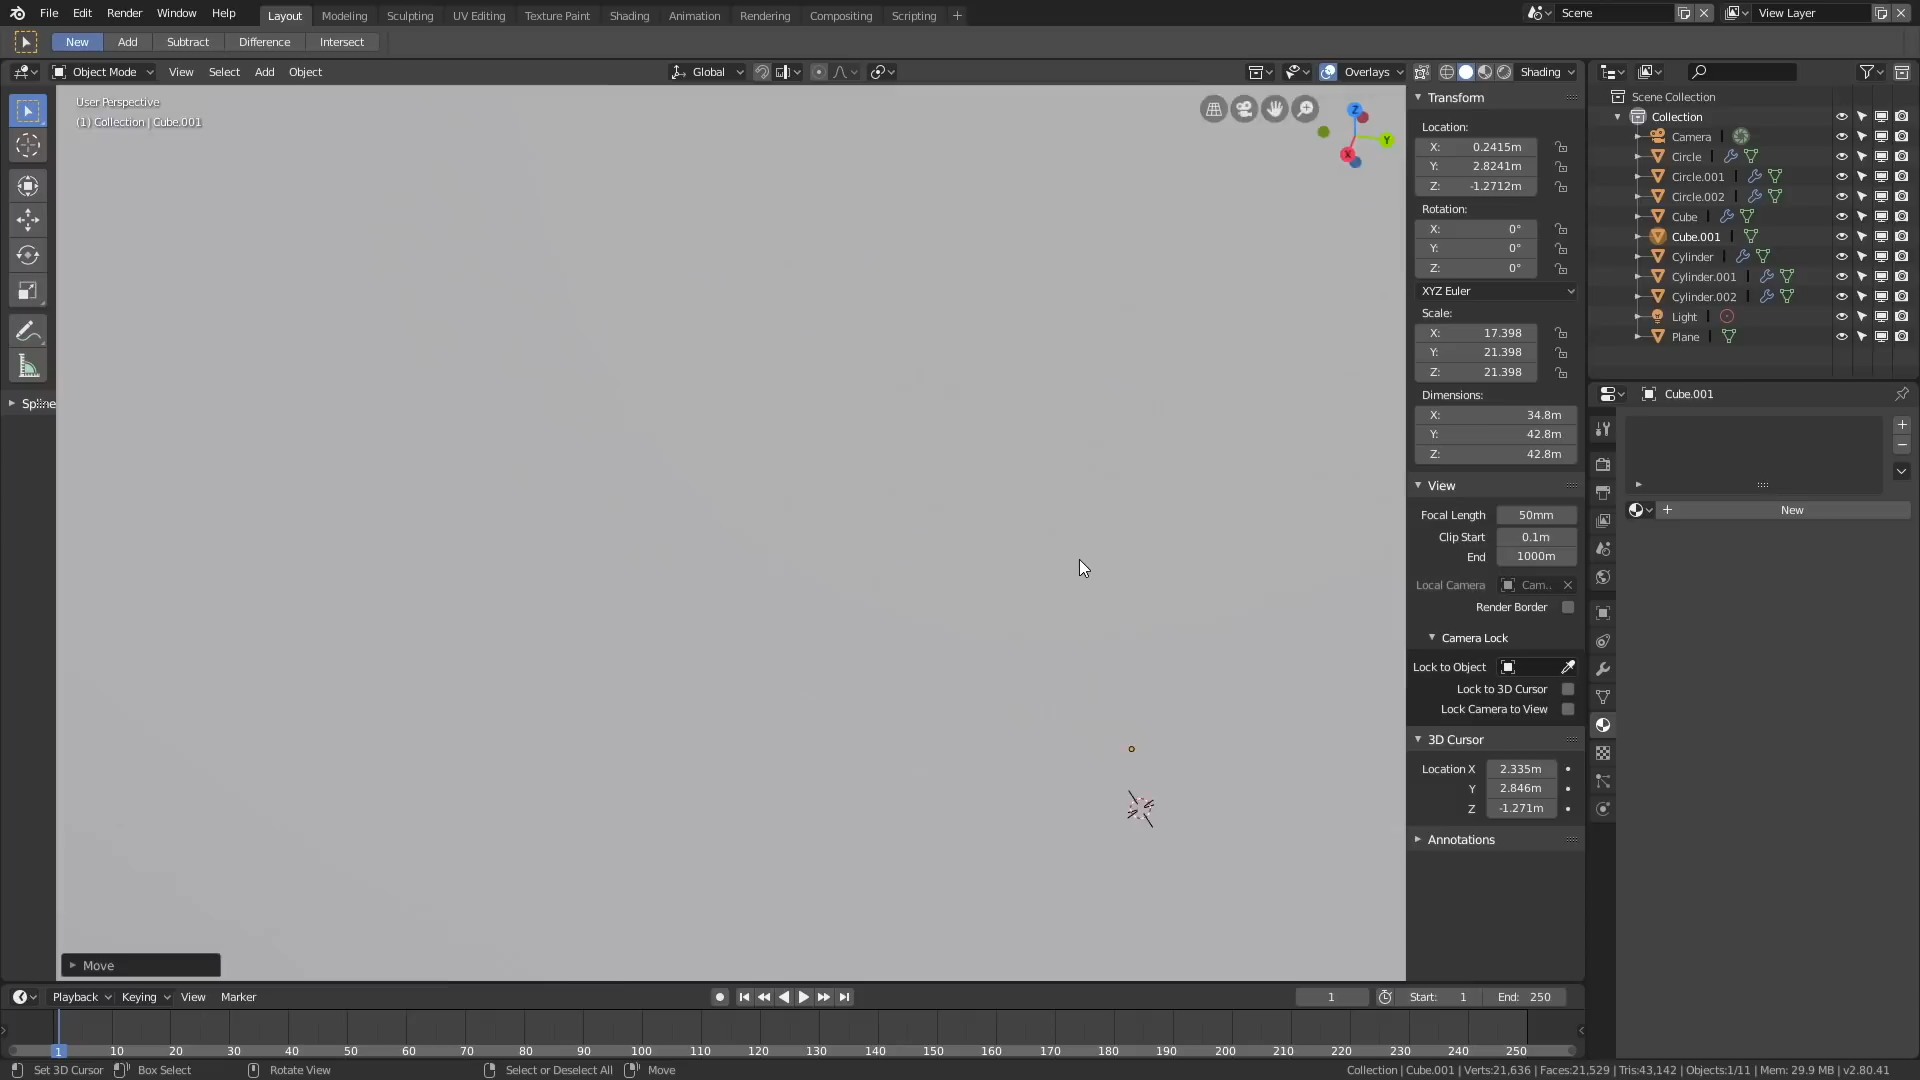 File Edit Render Window Help Layout Modeling Sculpting UV Editing Texture Paint Shading Animation Rendering Compositing Scripting + Scene View Layer
New Add Subtract Difference Intersect
Object Mode View Select Add Object Global Overlays Shading
User Perspective
(1) Collection | Cube.001
Z
Y
X
Move
Transform
Location:
X: 0.2415m
Y: 2.8241m
Z: -1.2712m
Rotation:
X: 0°
Y: 0°
Z: 0°
XYZ Euler
Scale:
X: 17.398
Y: 21.398
Z: 21.398
Dimensions:
X: 34.8m
Y: 42.8m
Z: 42.8m
View
Focal Length 50mm
Clip Start 0.1m
End 1000m
Local Camera Cam..
Render Border
Camera Lock
Lock to Object
Lock to 3D Cursor
Lock Camera to View
3D Cursor
Location X 2.335m
Y 2.846m
Z -1.271m
Annotations
Scene Collection
Collection
Camera
Circle
Circle.001
Circle.002
Cube
Cube.001
Cylinder
Cylinder.001
Cylinder.002
Light
Plane
Cube.001
New
Playback Keying View Marker 1 Start: 1 End: 250
1 10 20 30 40 50 60 70 80 90 100 110 120 130 140 150 160 170 180 190 200 210 220 230 240 250
Set 3D Cursor Box Select Rotate View Select or Deselect All Move Collection | Cube.001 | Verts:21,636 | Faces:21,529 | Tris:43,142 | Objects:1/11 | Mem: 29.9 MB | v2.80.41